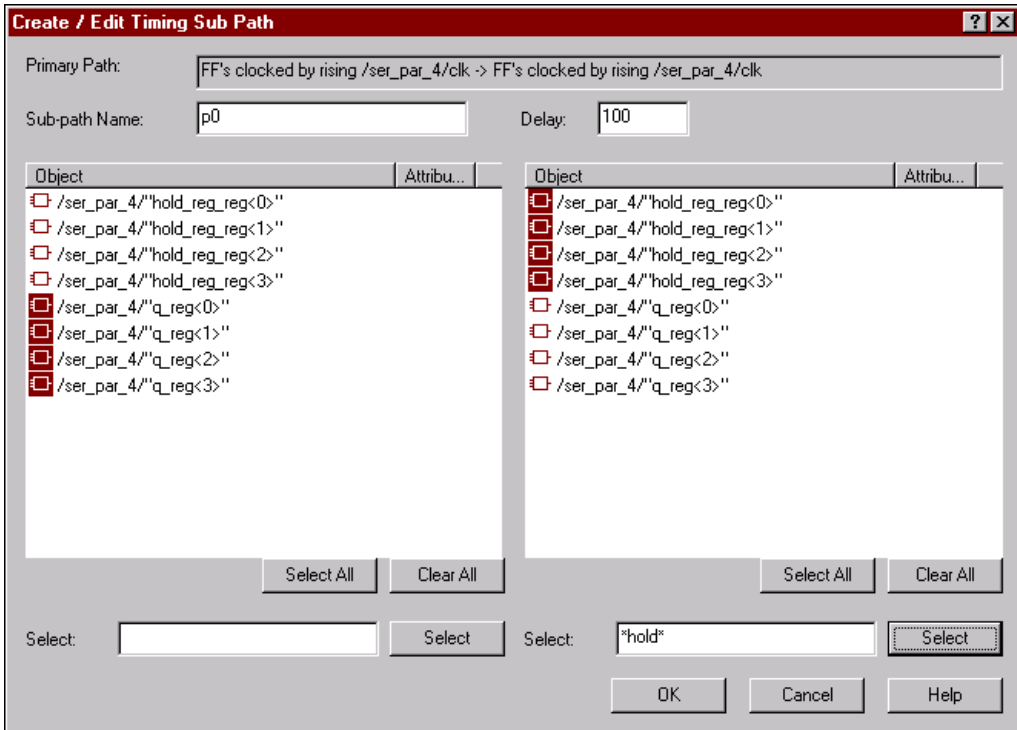 Create / Edit Timing Sub Path
Primary Path: FF's clocked by rising /ser_par_4/clk -> FF's clocked by rising /ser_par_4/clk
Sub-path Name: p0 Delay: 100
Object Attribu... Object Attribu...
/ser_par_4/"hold_reg_reg<0>" /ser_par_4/"hold_reg_reg<0>"
/ser_par_4/"hold_reg_reg<1>" /ser_par_4/"hold_reg_reg<1>"
/ser_par_4/"hold_reg_reg<2>" /ser_par_4/"hold_reg_reg<2>"
/ser_par_4/"hold_reg_reg<3>" /ser_par_4/"hold_reg_reg<3>"
/ser_par_4/"q_reg<0>" /ser_par_4/"q_reg<0>"
/ser_par_4/"q_reg<1>" /ser_par_4/"q_reg<1>"
/ser_par_4/"q_reg<2>" /ser_par_4/"q_reg<2>"
/ser_par_4/"q_reg<3>" /ser_par_4/"q_reg<3>"
Select All Clear All Select All Clear All
Select: Select Select: *hold* Select
OK Cancel Help